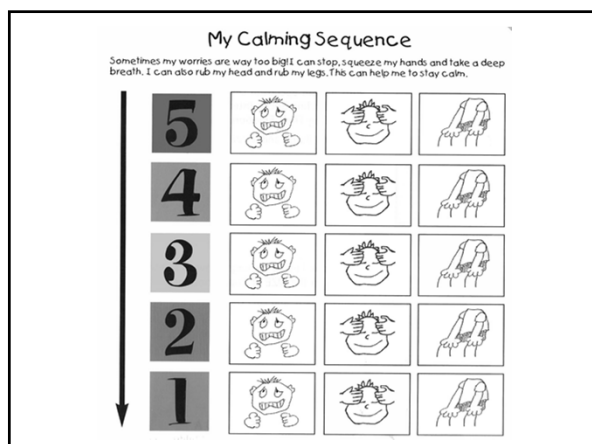 My Calming Sequence
Sometimes my worries are way too big!I can stop, squeeze my hands and take a deep
breath. I can also rub my head and rub my legs.This can help me to stay calm.
5
4
3
2
1